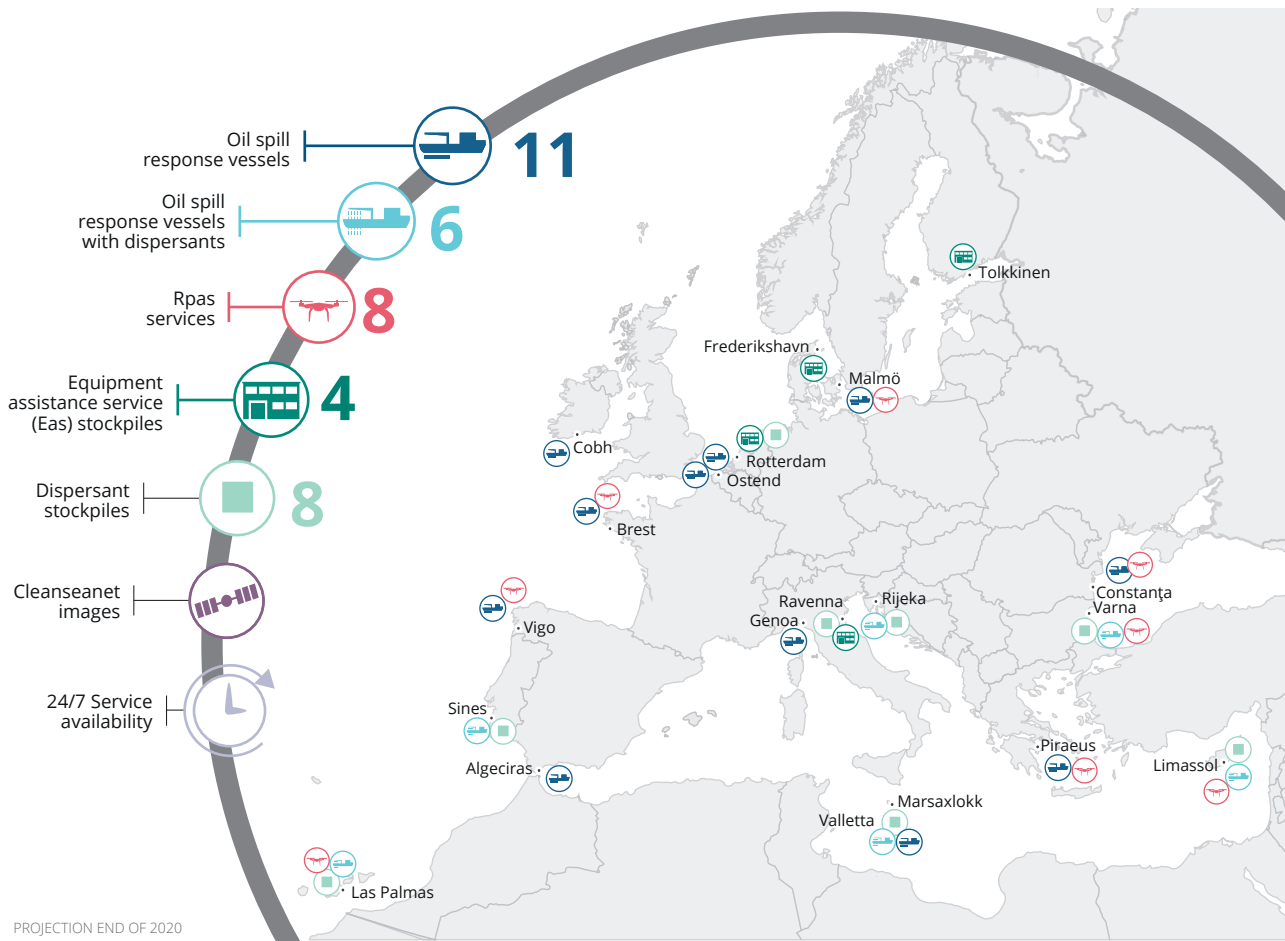 Oil spill
response vessels
11
Oil spill
response vessels
with dispersants
6
Rpas
services
8
Equipment
assistance service
(Eas) stockpiles
4
Dispersant
stockpiles
8
Cleanseanet
images
24/7 Service
availability
Tolkkinen
Frederikshavn
Malmö
Cobh
Rotterdam
Ostend
Brest
Constanţa
Varna
Ravenna
Rijeka
Genoa
Vigo
Sines
Piraeus
Limassol
Algeciras
Marsaxlokk
Valletta
Las Palmas
PROJECTION END OF 2020